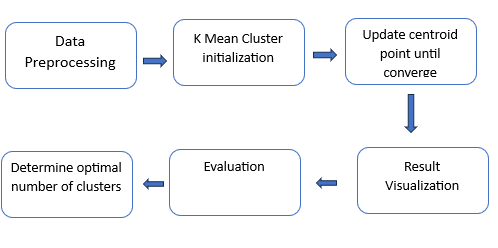 Data
Preprocessing
K Mean Cluster
initialization
Update centroid
point until
converge
Result
Visualization
Evaluation
Determine optimal
number of clusters